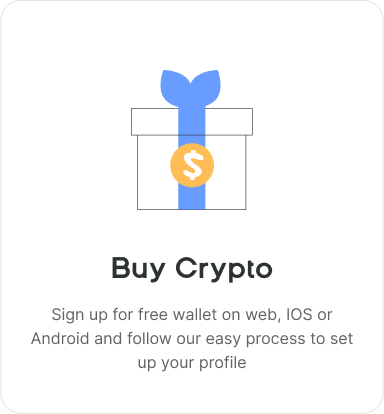 $
Buy Crypto
Sign up for free wallet on web, IOS or
Android and follow our easy process to set
up your profile